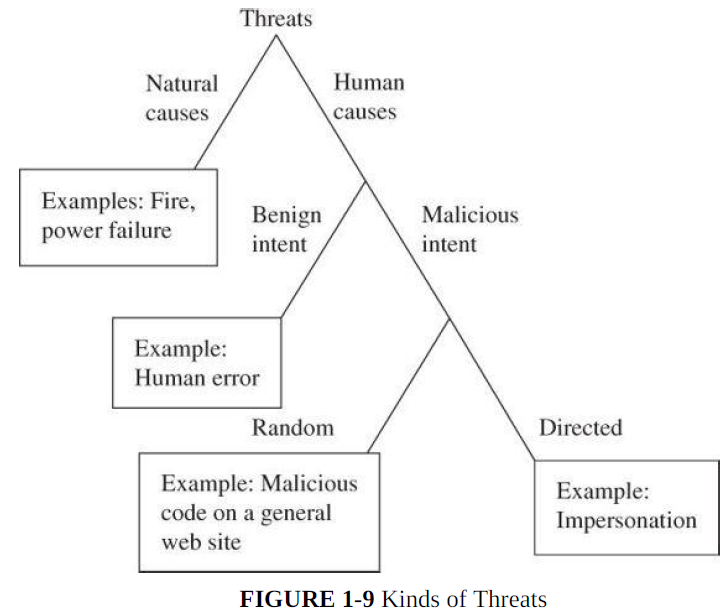 Threats
Natural
causes
Human
causes
Examples: Fire,
power failure
Benign
intent
Malicious
intent
Example:
Human error
Random
Directed
Example: Malicious
code on a general
web site
Example:
Impersonation
FIGURE 1-9 Kinds of Threats